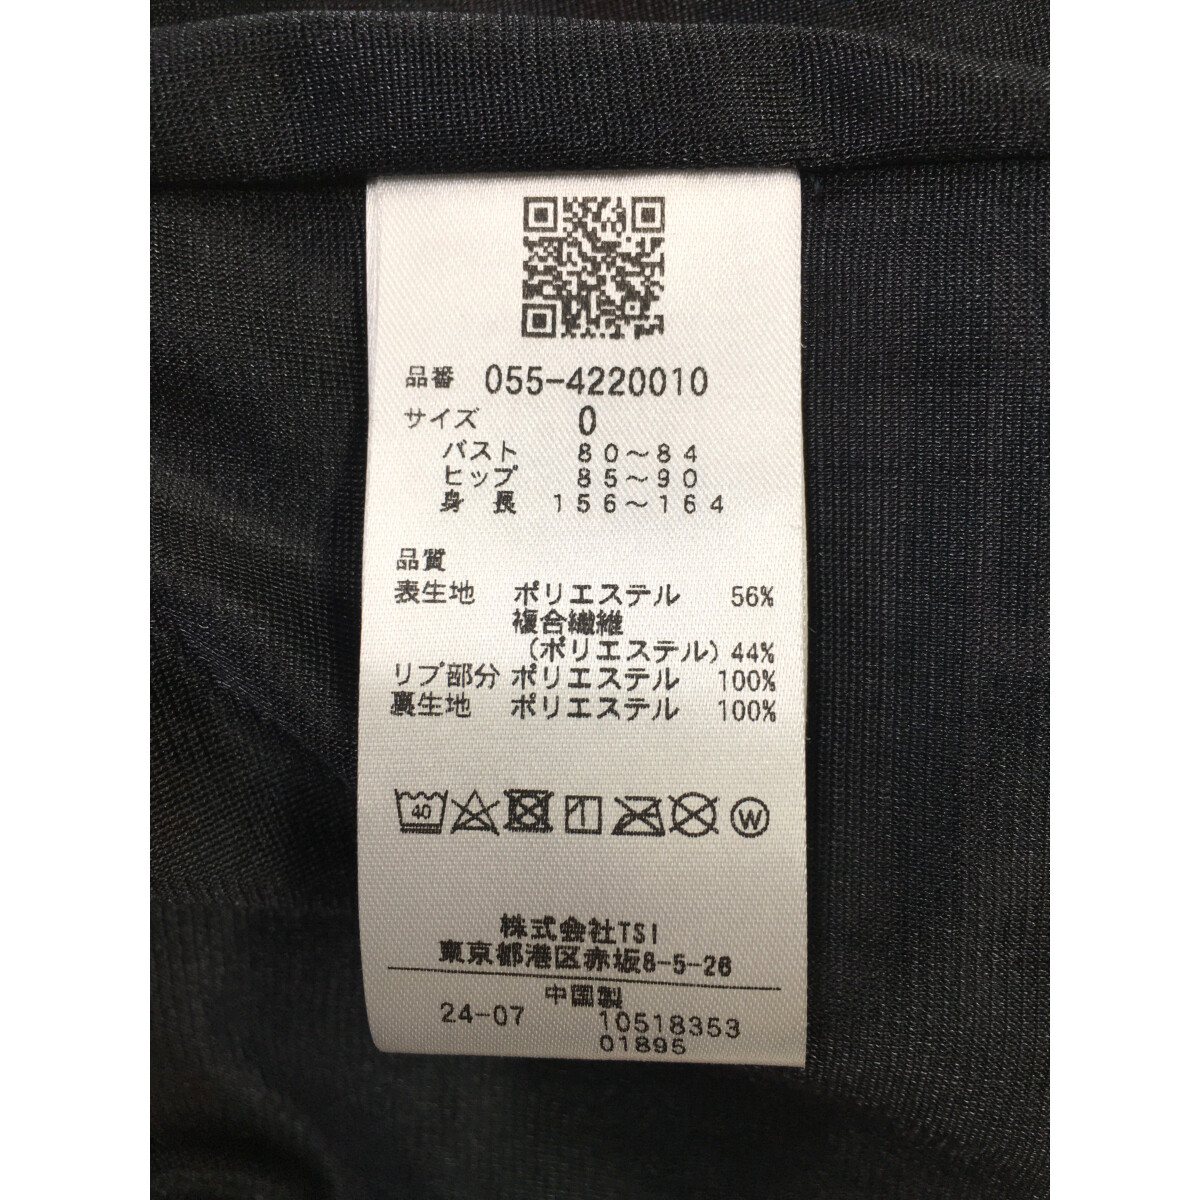 品番 055-4220010
サイズ 0
バスト 80～84
ヒップ 85～90
身長 156～164
品質
表生地 ポリエステル 56%
複合繊維
(ポリエステル) 44%
リブ部分 ポリエステル 100%
裏生地 ポリエステル 100%
40 W
株式会社TSI
東京都港区赤坂8-5-26
中国製
24-07 10518353
01895